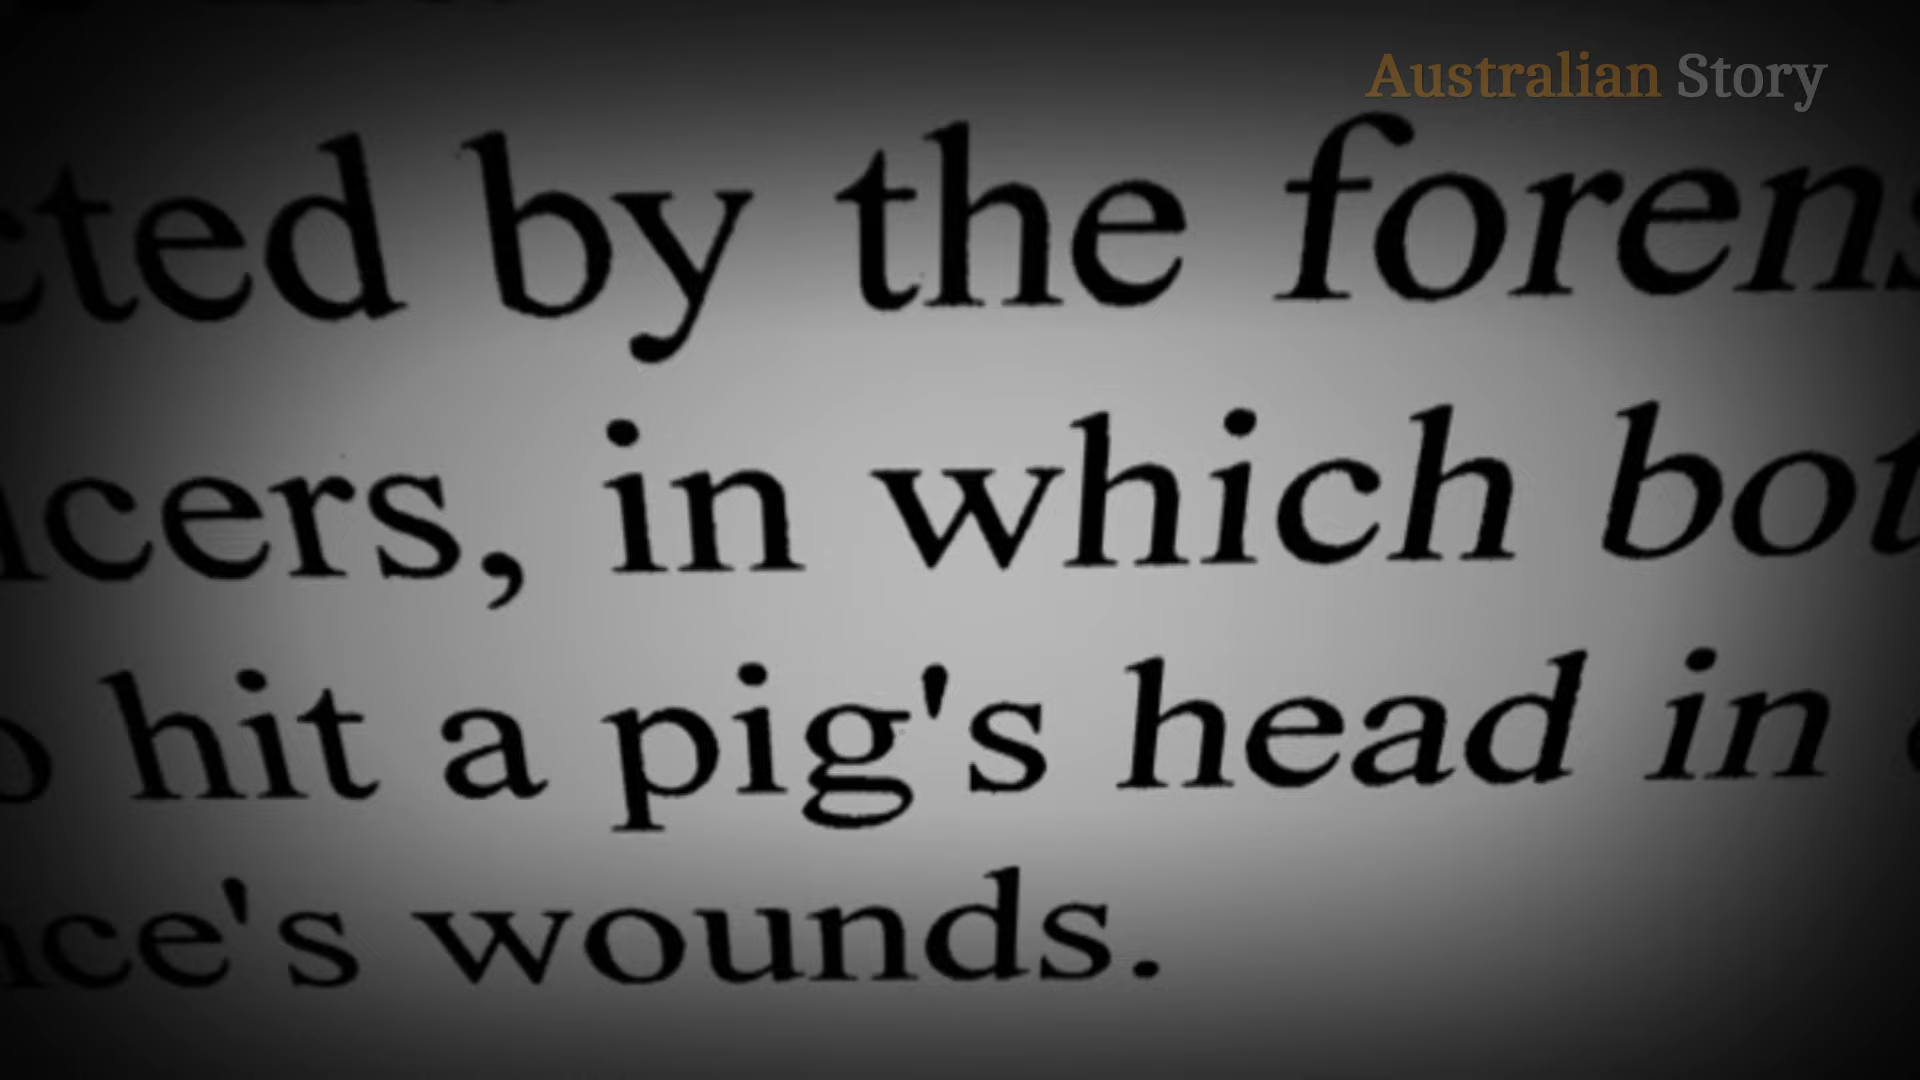 Australian Story
cted by the forens
cers, in which bot
hit a pig's head in
ce's wounds.